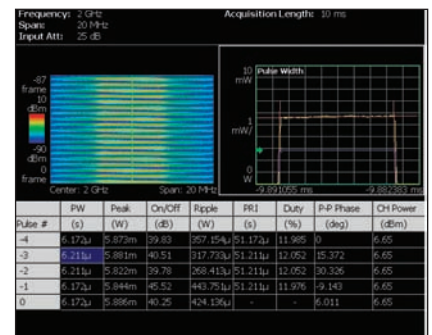 Frequency: 2 GHz Acquisition Length: 10 ms
Span: 20 MHz
Input Att: 25 dB
-87
frame
10
dBm
-90
dBm
0
frame
Center: 2 GHz Span: 20 MHz
10
mW
Pulse Width:
1
mW/
0
W
-9.891055 ms -9.882383 ms
PW Peak On/Off Ripple PRI Duty P-P Phase CH Power
Pulse # (s) (W) (dB) (W) (s) (%) (deg) (dBm)
-4 6.172µ 5.873m 39.83 357.154µ 51.172µ 11.985 0 6.65
-3 6.211µ 5.881m 40.51 317.733µ 51.211µ 12.052 15.372 6.65
-2 6.211µ 5.822m 39.78 268.413µ 51.211µ 12.052 30.326 6.65
-1 6.172µ 5.844m 45.52 443.751µ 51.211µ 11.976 -9.143 6.65
0 6.172µ 5.886m 40.25 424.136µ - - 6.011 6.65